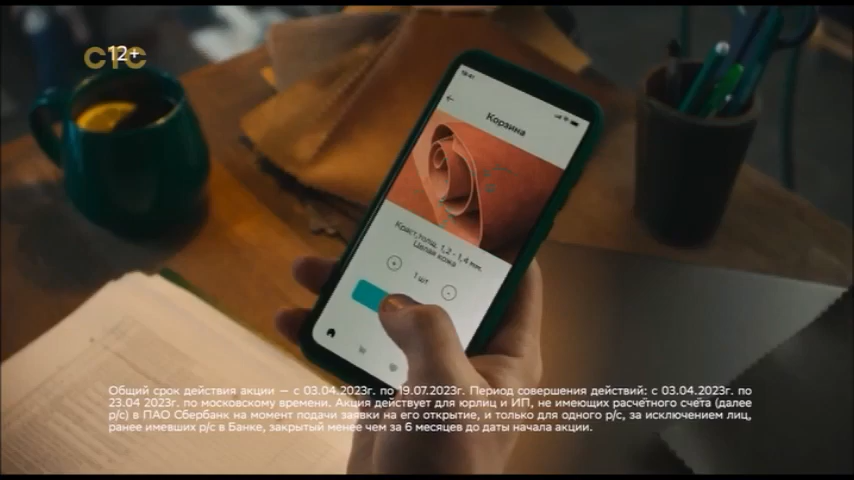 СТС
12+
Корзина
Краст, толщ. 1,2 - 1,4 мм.
Целая кожа
+
1 шт
-
Общий срок действия акции — с 03.04.2023г. по 19.07.2023г. Период совершения действий: с 03.04.2023г. по
23.04 2023г. по московскому времени. Акция действует для юрлиц и ИП, не имеющих расчётного счёта (далее
р/с) в ПАО Сбербанк на момент подачи заявки на его открытие, и только для одного р/с, за исключением лиц,
ранее имевших р/с в Банке, закрытый менее чем за 6 месяцев до даты начала акции.